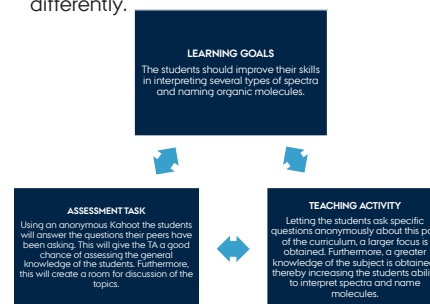 differently.
LEARNING GOALS
The students should improve their skills
in interpreting several types of spectra
and naming organic molecules.
ASSESSMENT TASK
Using an anonymous Kahoot the students
will answer the questions their peers have
been asking. This will give the TA a good
chance of assessing the general
knowledge of the students. Furthermore,
this will create a room for discussion of the
topics.
TEACHING ACTIVITY
Letting the students ask specific
questions anonymously about this
of the curriculum, a larger focus is
obtained. Furthermore, a greater
knowledge of the subject is
thereby increasing the students
to interpret spectra and name
molecules.